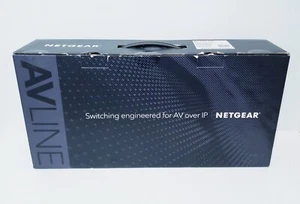 NETGEAR
AVLINE
Switching engineered for AV over IP
NETGEAR